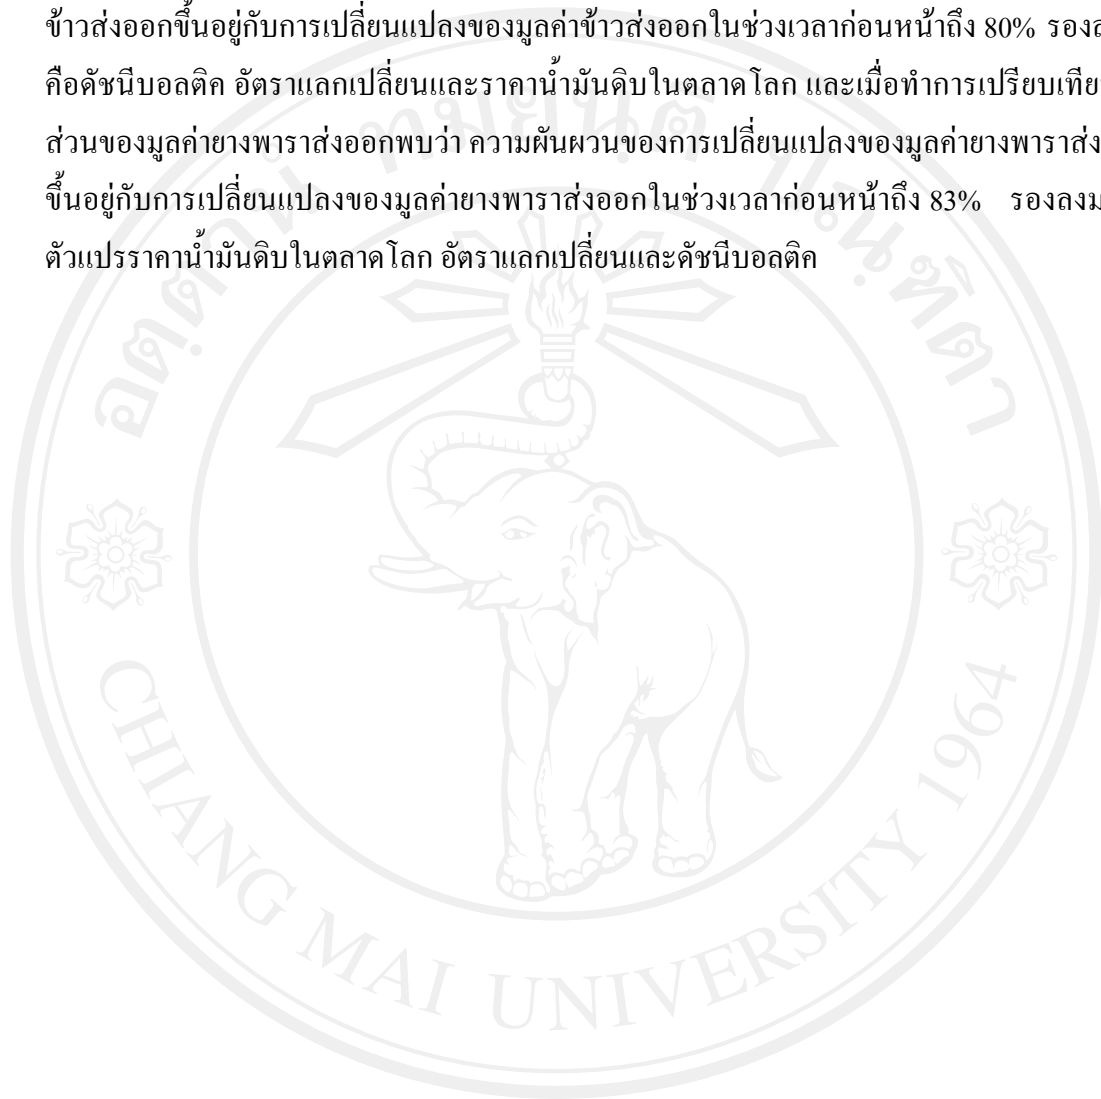 ข้าวส่งออกขึ้นอยู่กับการเปลี่ยนแปลงของมูลค่าข้าวส่งออกในช่วงเวลาก่อนหน้าถึง 80% รอง
คือดัชนีบอลติค อัตราแลกเปลี่ยนและราคาน้ำมันดิบในตลาดโลก และเมื่อทำการเปรียบเทีย
ส่วนของมูลค่ายางพาราส่งออกพบว่า ความผันผวนของการเปลี่ยนแปลงของมูลค่ายางพาราส่ง
ขึ้นอยู่กับการเปลี่ยนแปลงของมูลค่ายางพาราส่งออกในช่วงเวลาก่อนหน้าถึง 83% รองลงม
ตัวแปรราคาน้ำมันดิบในตลาดโลก อัตราแลกเปลี่ยนและดัชนีบอลติค
CHIANG MAI UNIVERSITY 1964